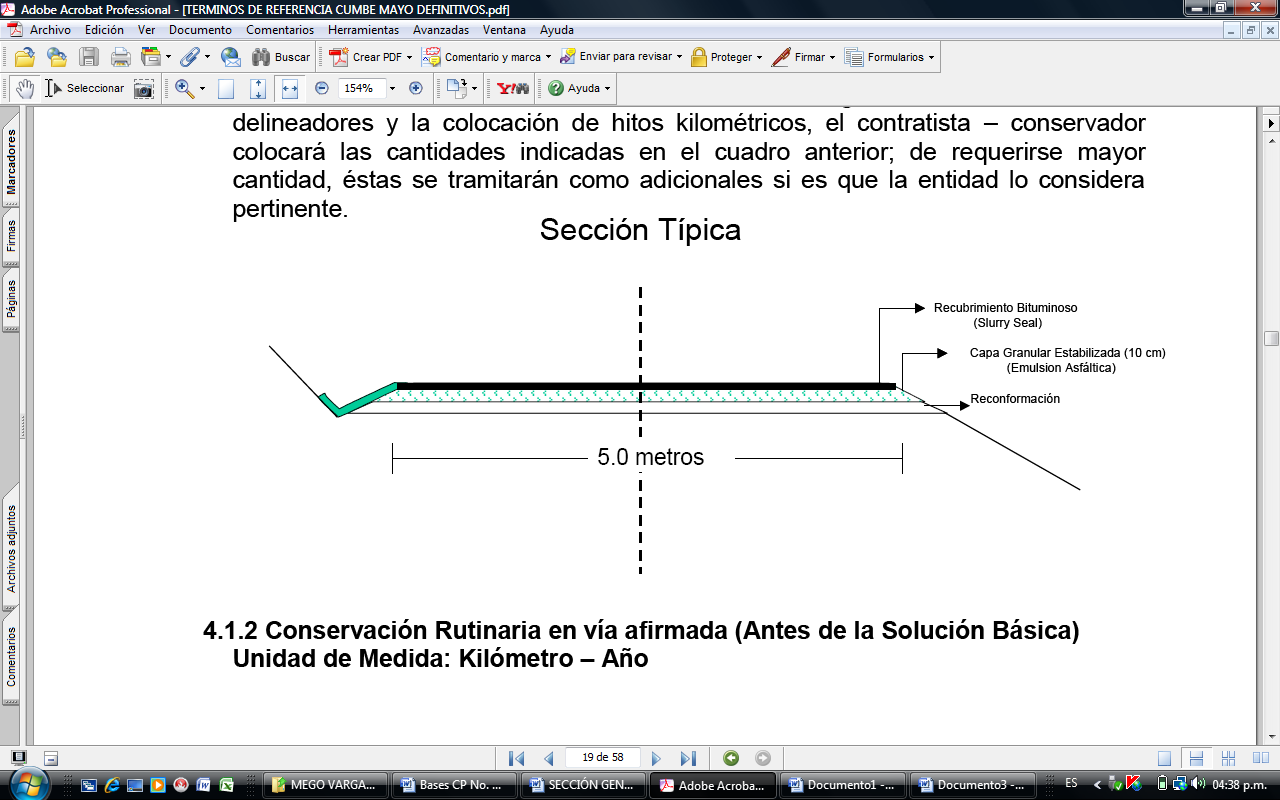 Adobe Acrobat Professional - [TERMINOS DE REFERENCIA CUMBE MAYO DEFINITIVOS.pdf]
Archivo Edición Ver Documento Comentarios Herramientas Avanzadas Ventana Ayuda
Buscar Crear PDF Comentario y marca Enviar para revisar Proteger Firmar Formularios
Seleccionar 154% Y! Ayuda
Marcadores
Firmas
Páginas
Archivos adjuntos
Comentarios
delineadores y la colocación de hitos kilométricos, el contratista – conservador
colocará las cantidades indicadas en el cuadro anterior; de requerirse mayor
cantidad, éstas se tramitarán como adicionales si es que la entidad lo considera
pertinente.
Sección Típica
Recubrimiento Bituminoso
(Slurry Seal)
Capa Granular Estabilizada (10 cm)
(Emulsion Asfáltica)
Reconformación
5.0 metros
4.1.2 Conservación Rutinaria en vía afirmada (Antes de la Solución Básica)
Unidad de Medida: Kilómetro – Año
19 de 58
MEGO VARGA... Bases CP No. ... SECCIÓN GEN... Adobe Acroba... Documento1 -... Documento3 -... ES 04:38 p.m.